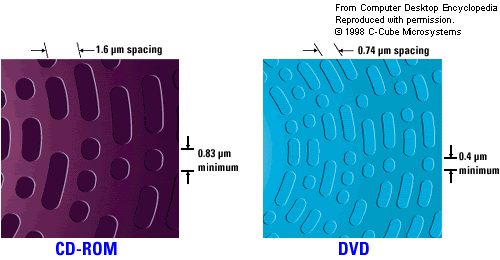 From Computer Desktop Encyclopedia
Reproduced with permission.
© 1998 C-Cube Microsystems
1.6 µm spacing
0.74 µm spacing
0.83 µm
minimum
0.4 µm
minimum
CD-ROM
DVD